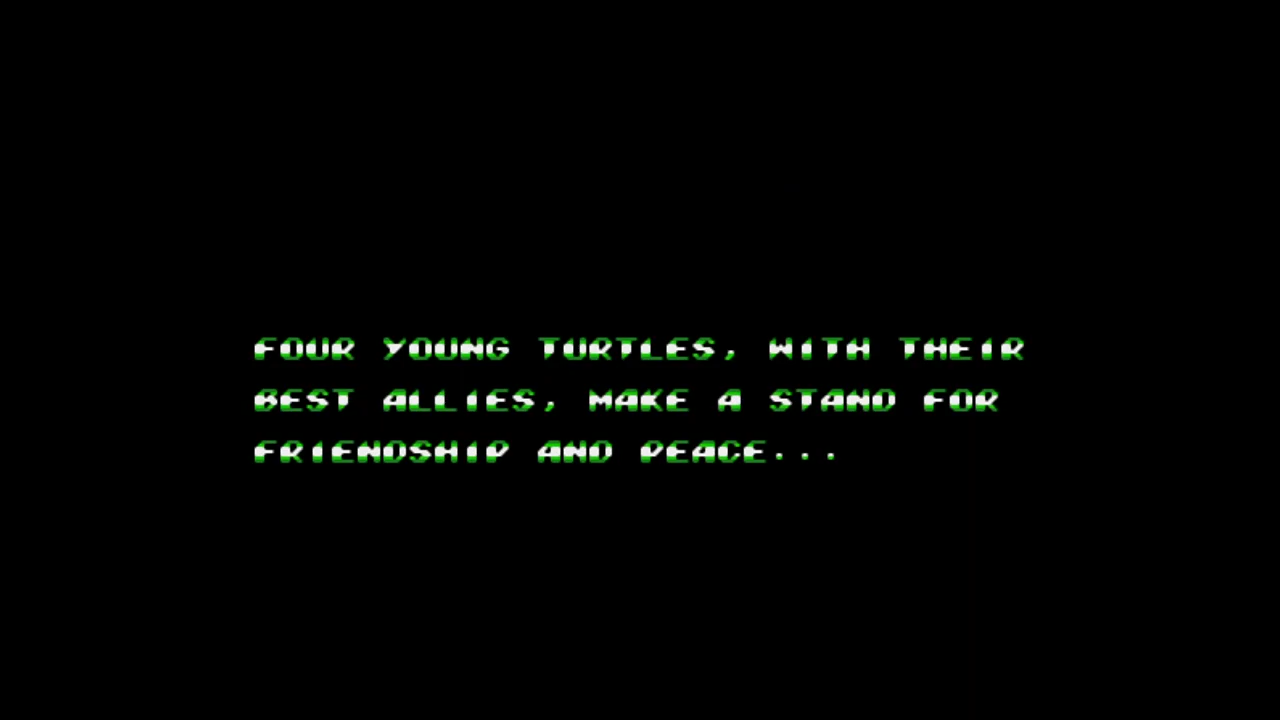 FOUR YOUNG TURTLES, WITH THEIR
BEST ALLIES, MAKE A STAND FOR
FRIENDSHIP AND PEACE...